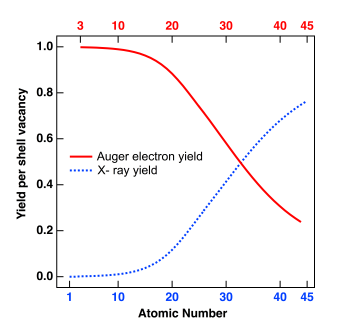 3 10 20 30 40 45
1.0
0.8
0.6
0.4
0.2
0.0
Yield per shell vacancy
Auger electron yield
X- ray yield
1 10 20 30 40 45
Atomic Number